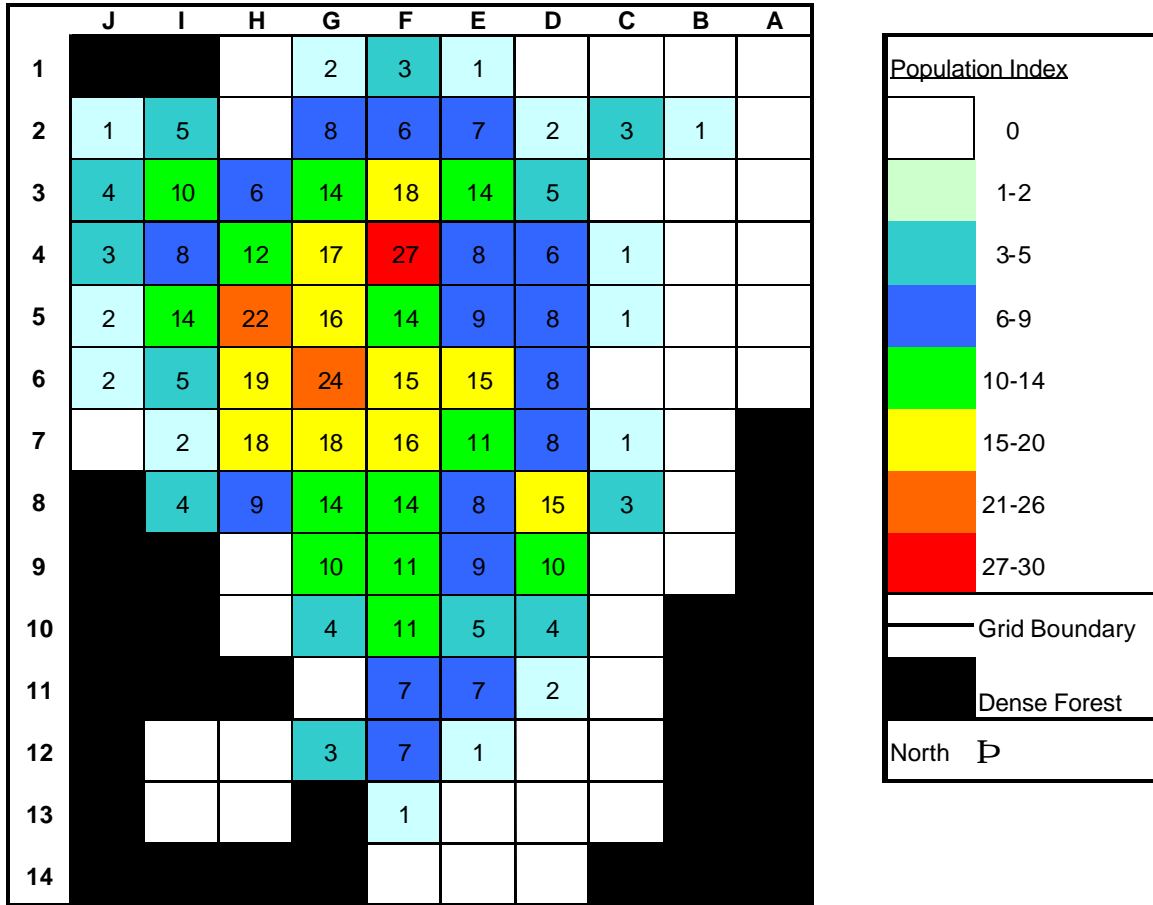 J I H G F E D C B A
1 2 3 1
2 1 5 8 6 7 2 3 1
3 4 10 6 14 18 14 5
4 3 8 12 17 27 8 6 1
5 2 14 22 16 14 9 8 1
6 2 5 19 24 15 15 8
7 2 18 18 16 11 8 1
8 4 9 14 14 8 15 3
9 10 11 9 10
10 4 11 5 4
11 7 7 2
12 3 7 1
13 1
14
Population Index
0
1-2
3-5
6-9
10-14
15-20
21-26
27-30
Grid Boundary
Dense Forest
North Þ